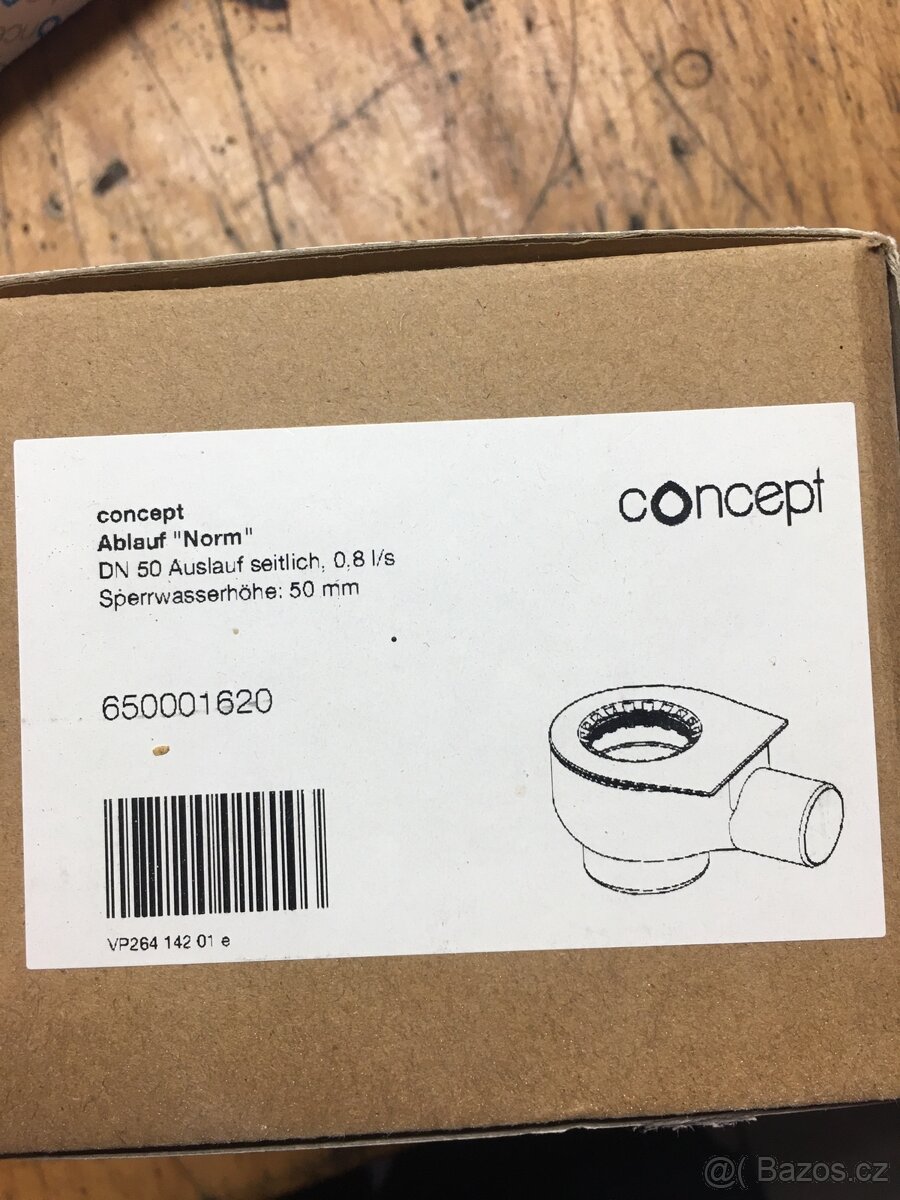 concept
concept
Ablauf "Norm"
DN 50 Auslauf seitlich, 0,8 l/s
Sperrwasserhöhe: 50 mm
650001620
VP264 142 01 e
@( Bazos.cz